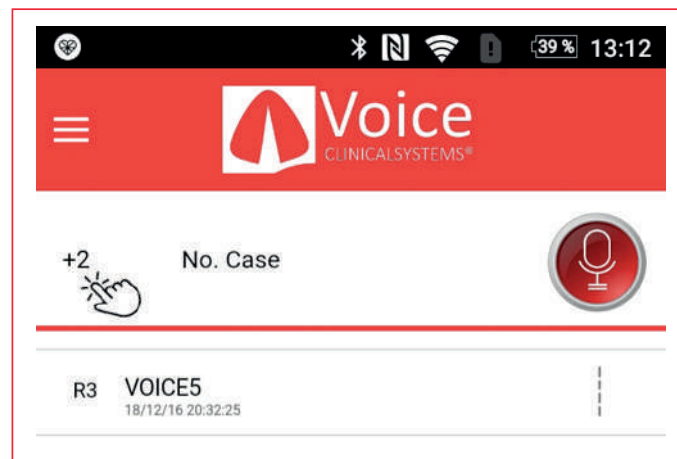 39 % 13:12
Voice
CLINICALSYSTEMS®
+2 No. Case
R3 VOICE5
18/12/16 20:32:25